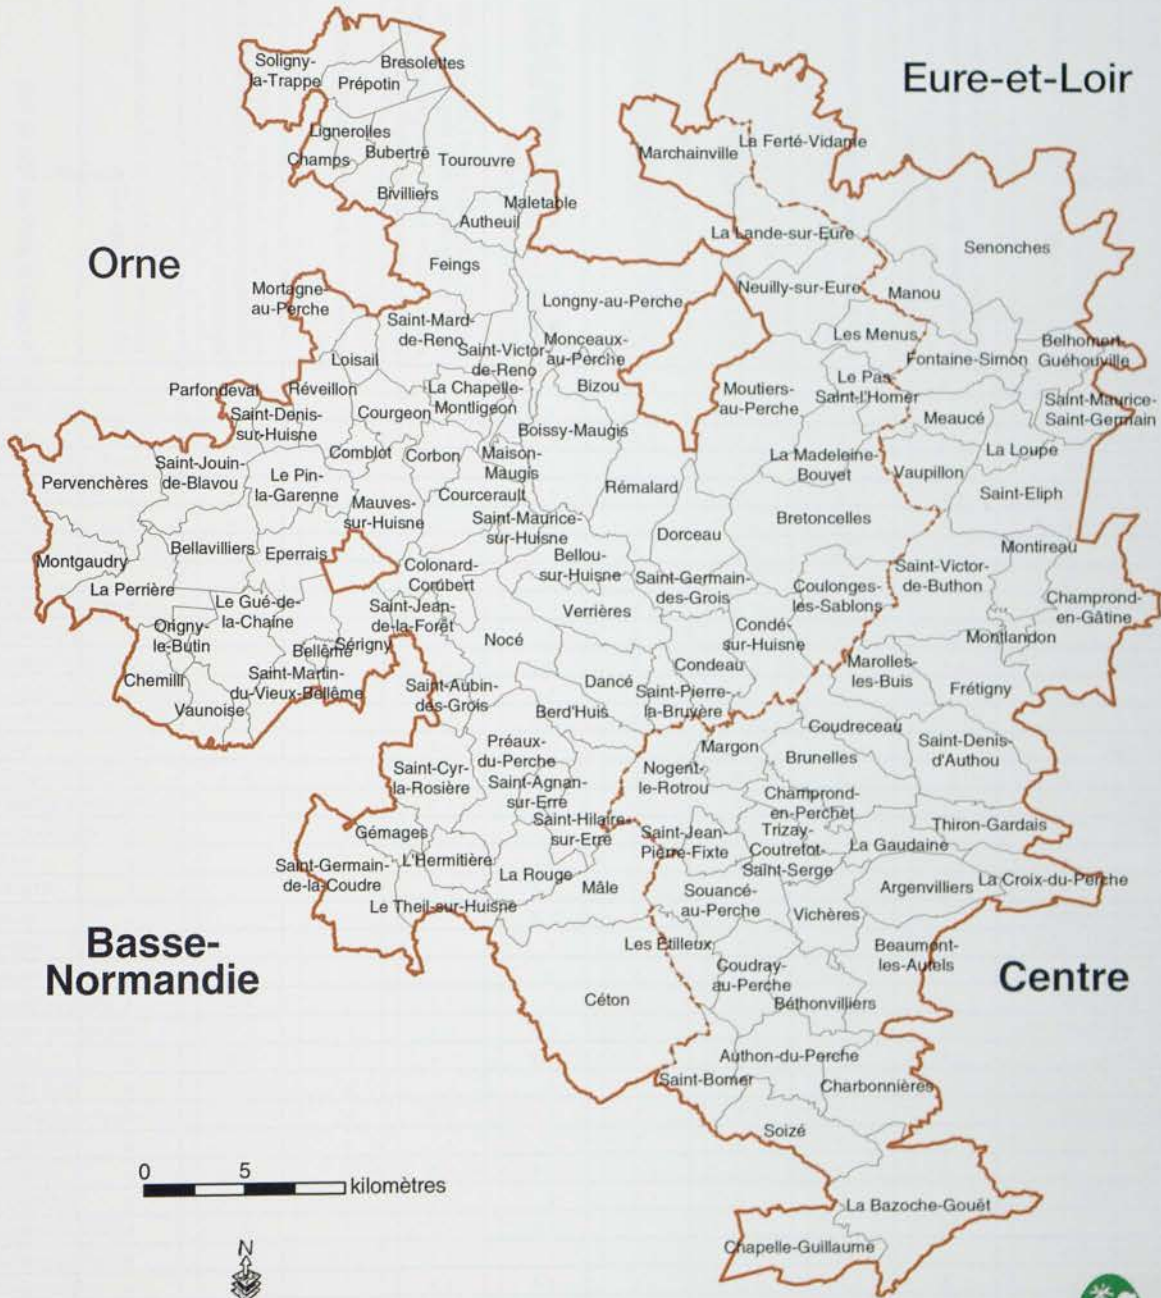 Soligny-
la-Trappe
Bresolettes
Prépotin
Eure-et-Loir
Lignerolles
Champs
Bubertré
Tourouvre
Marchainville
La Ferté-Vidame
Bivilliers
Maletable
Autheuil
La Lande-sur-Eure
Senonches
Orne
Feings
Mortagne-
au-Perche
Longny-au-Perche
Neuilly-sur-Eure
Manou
Saint-Mard-
de-Reno
Les Menus
Loisail
Saint-Victor-
de-Reno
Monceaux-
au-Perche
Fontaine-Simon
Belhomert-
Guéhouville
Parfondeval
Réveillon
La Chapelle-
Montligeon
Bizou
Moutiers-
au-Perche
Le Pas-
Saint-l'Homer
Saint-Maurice-
Saint-Germain
Saint-Denis-
sur-Huisne
Courgeon
Boissy-Maugis
Meaucé
Comblot
Corbon
Maison-
Maugis
La Madeleine-
Bouvet
La Loupe
Pervenchères
Saint-Jouin-
de-Blavou
Le Pin-
la-Garenne
Rémalard
Vaupillon
Saint-Eliph
Mauves-
sur-Huisne
Courcerault
Bretoncelles
Saint-Maurice-
sur-Huisne
Dorceau
Montgaudry
Bellavilliers
Eperrais
Colonard-
Corubert
Bellou-
sur-Huisne
Montireau
La Perrière
Saint-Germain-
des-Grois
Coulonges-
les-Sablons
Saint-Victor-
de-Buthon
Le Gué-de-
la-Chaîne
Saint-Jean-
de-la-Forêt
Verrières
Champrond-
en-Gâtine
Origny-
le-Butin
Bellême
Sérigny
Nocé
Condé-
sur-Huisne
Montlandon
Chemilli
Saint-Martin-
du-Vieux-Bellême
Condeau
Marolles-
les-Buis
Frétigny
Vaunoise
Saint-Aubin-
des-Grois
Dancé
Saint-Pierre-
la-Bruyère
Berd'Huis
Coudreceau
Préaux-
du-Perche
Margon
Brunelles
Saint-Denis-
d'Authou
Saint-Cyr-
la-Rosière
Nogent-
le-Rotrou
Saint-Agnan-
sur-Erre
Champrond-
en-Perchet
Saint-Hilaire-
sur-Erre
Saint-Jean-
Pierre-Fixte
Trizay-
Coutretot-
Saint-Serge
Thiron-Gardais
Gémages
La Gaudaine
Saint-Germain-
de-la-Coudre
L'Hermitière
La Rouge
Mâle
Souancé-
au-Perche
Argenvilliers
La Croix-du-Perche
Le Theil-sur-Huisne
Vichères
Basse-
Normandie
Les Etilleux
Beaumont-
les-Autels
Centre
Coudray-
au-Perche
Céton
Béthonvilliers
Authon-du-Perche
Saint-Bomer
Charbonnières
Soizé
0 5
kilomètres
La Bazoche-Gouët
Chapelle-Guillaume
N